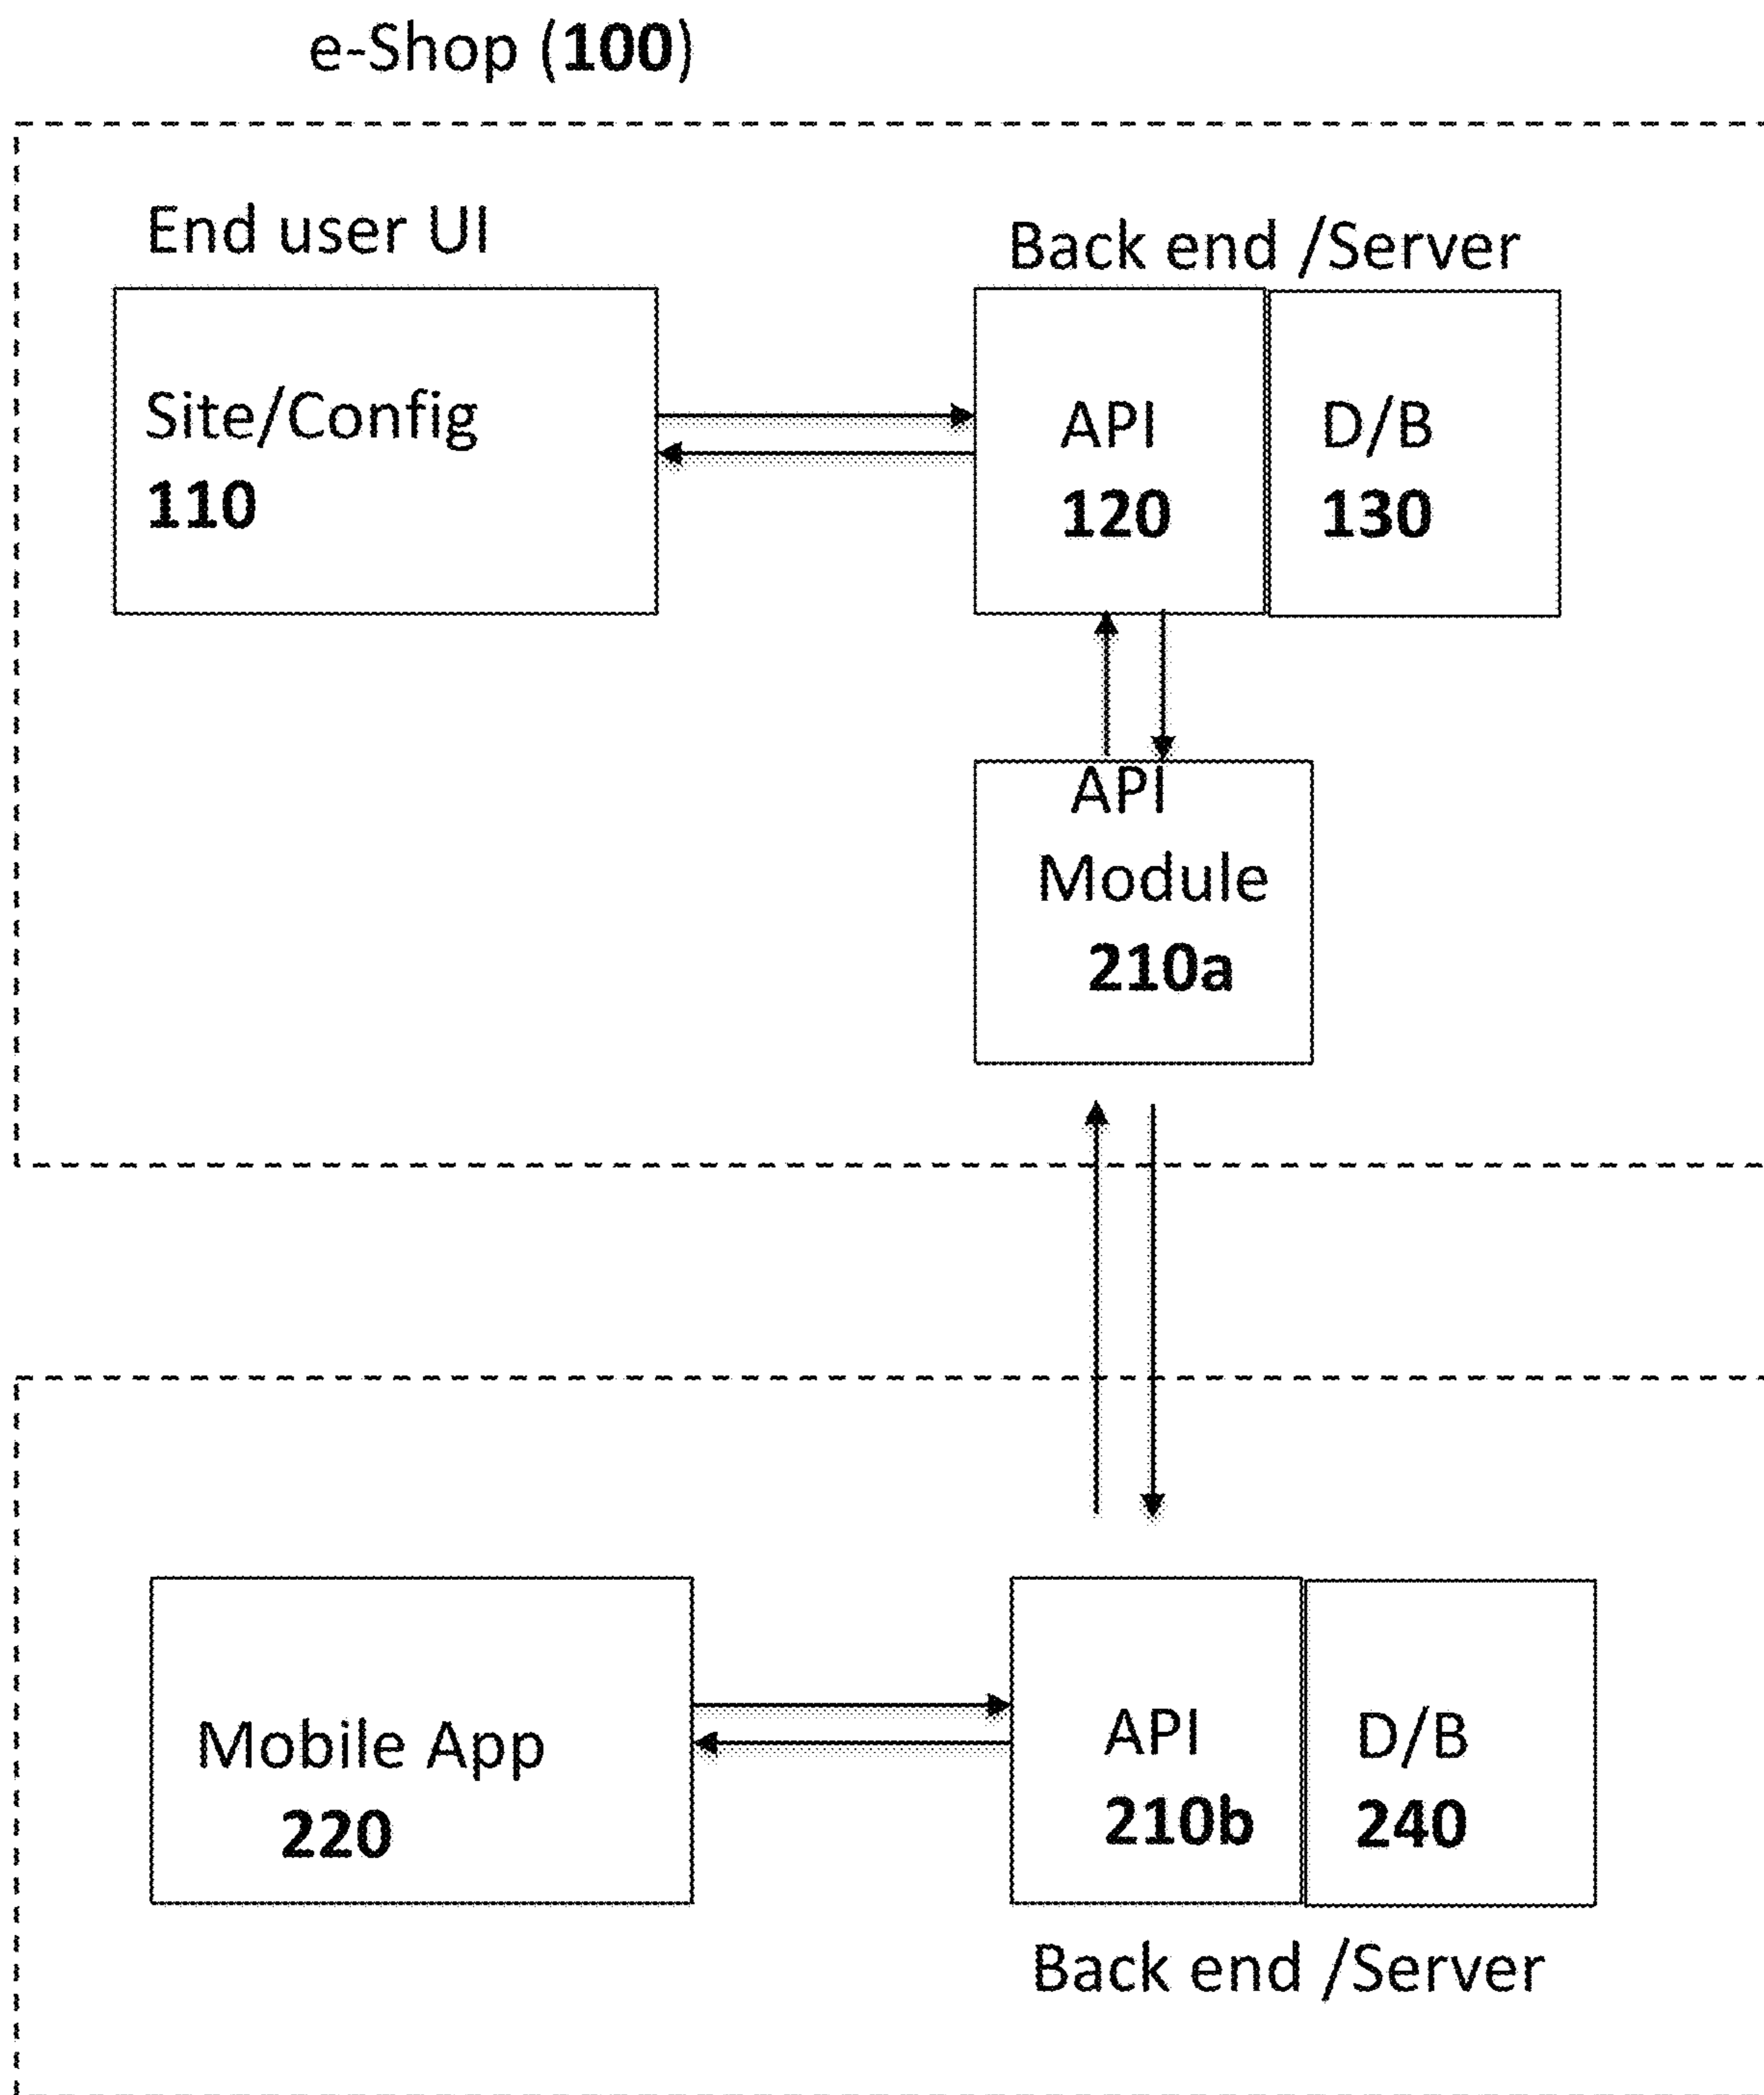 e-Shop (100)
End user UI
Back end /Server
Site/Config
110
API
120
D/B
130
API
Module
210a
Mobile App
220
API
210b
D/B
240
Back end /Server